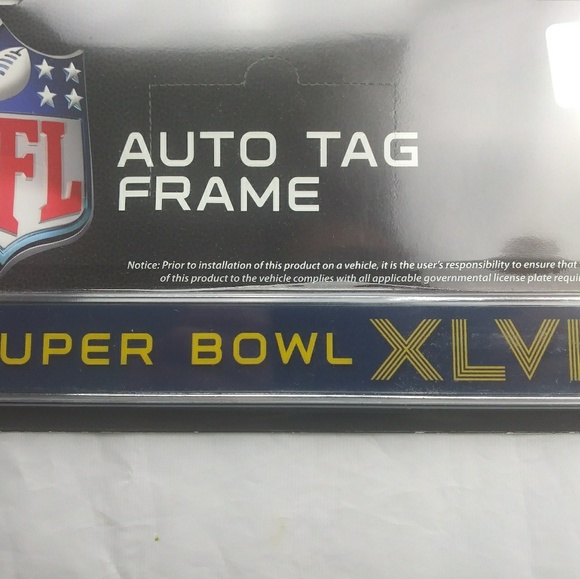 FL
AUTO TAG
FRAME
Notice: Prior to installation of this product on a vehicle, it is the user's responsibility to ensure that
of this product to the vehicle complies with all applicable governmental license plate requi
UPER BOWL XLVI